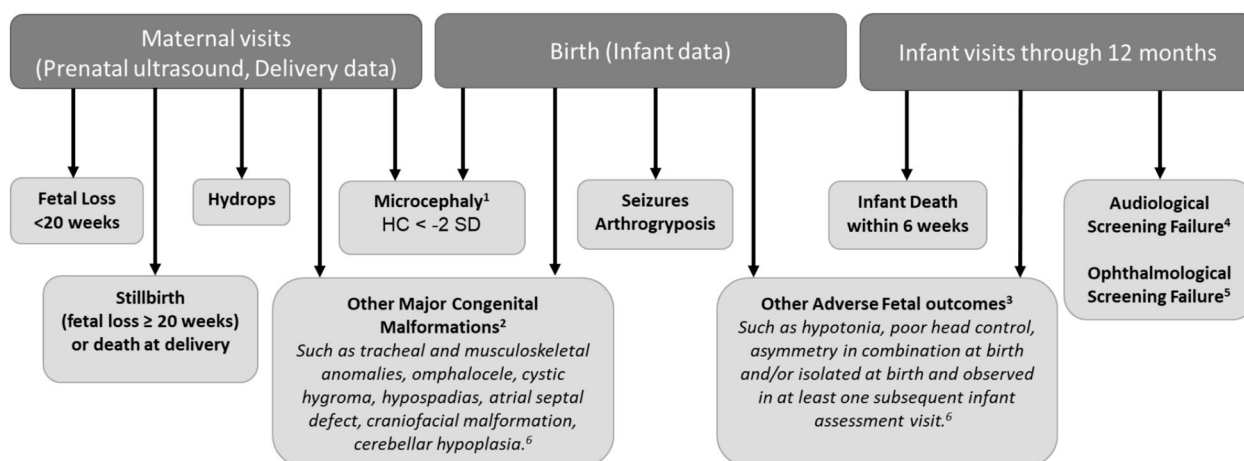 Maternal visits
(Prenatal ultrasound, Delivery data)
Birth (Infant data)
Infant visits through 12 months
Fetal Loss
<20 weeks
Hydrops
Microcephaly¹
HC < -2 SD
Seizures
Arthrogryposis
Infant Death
within 6 weeks
Audiological
Screening Failure⁴
Ophthalmological
Screening Failure⁵
Stillbirth
(fetal loss ≥ 20 weeks)
or death at delivery
Other Major Congenital
Malformations²
Such as tracheal and musculoskeletal
anomalies, omphalocele, cystic
hygroma, hypospadias, atrial septal
defect, craniofacial malformation,
cerebellar hypoplasia.⁶
Other Adverse Fetal outcomes³
Such as hypotonia, poor head control,
asymmetry in combination at birth
and/or isolated at birth and observed
in at least one subsequent infant
assessment visit.⁶